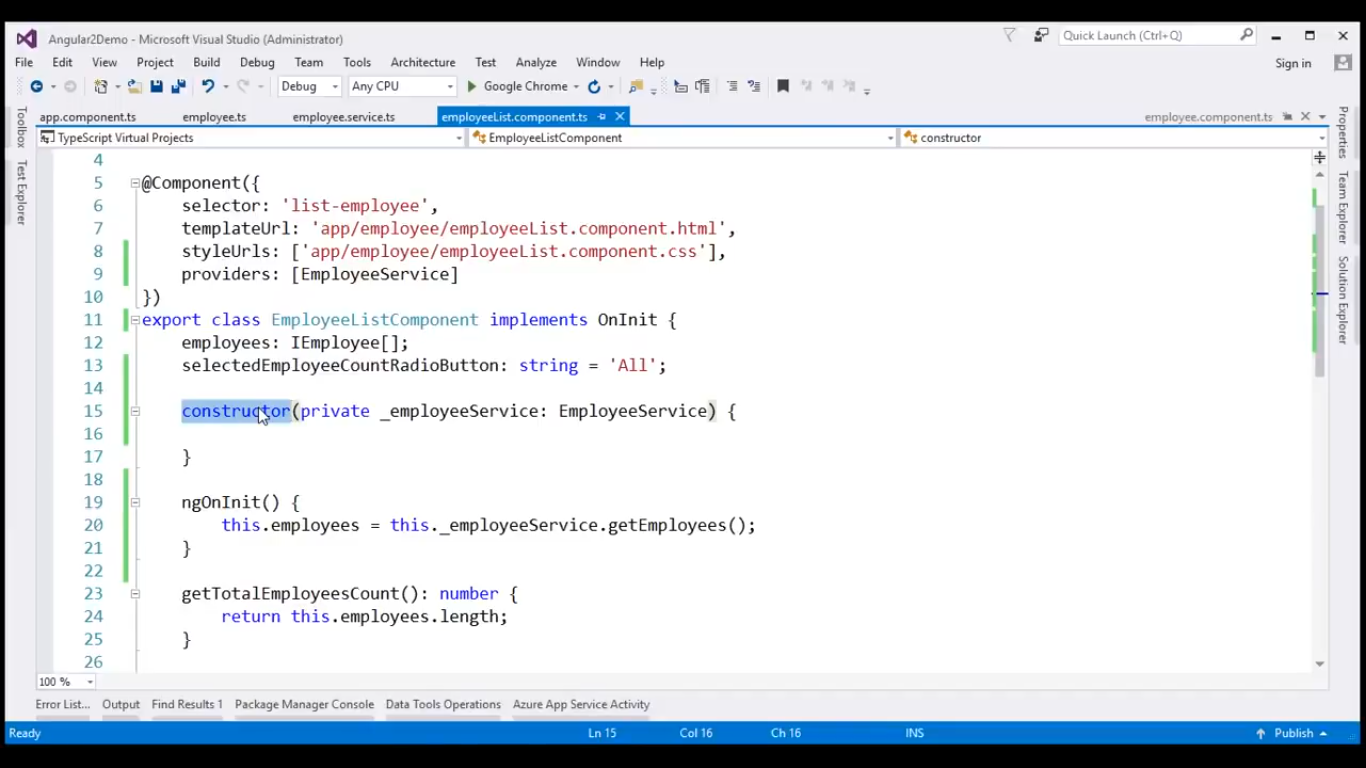 Angular2Demo - Microsoft Visual Studio (Administrator)
Quick Launch (Ctrl+Q)
File Edit View Project Build Debug Team Tools Architecture Test Analyze Window Help
Sign in
Debug Any CPU Google Chrome
app.component.ts employee.ts employee.service.ts employeeList.component.ts employee.component.ts
TypeScript Virtual Projects EmployeeListComponent constructor
Toolbox
Test Explorer
4
5 @Component({
6 selector: 'list-employee',
7 templateUrl: 'app/employee/employeeList.component.html',
8 styleUrls: ['app/employee/employeeList.component.css'],
9 providers: [EmployeeService]
10 })
11 export class EmployeeListComponent implements OnInit {
12 employees: IEmployee[];
13 selectedEmployeeCountRadioButton: string = 'All';
14
15 constructor(private _employeeService: EmployeeService) {
16
17 }
18
19 ngOnInit() {
20 this.employees = this._employeeService.getEmployees();
21 }
22
23 getTotalEmployeesCount(): number {
24 return this.employees.length;
25 }
26
Properties
Team Explorer
Solution Explorer
100 %
Error List... Output Find Results 1 Package Manager Console Data Tools Operations Azure App Service Activity
Ready Ln 15 Col 16 Ch 16 INS Publish